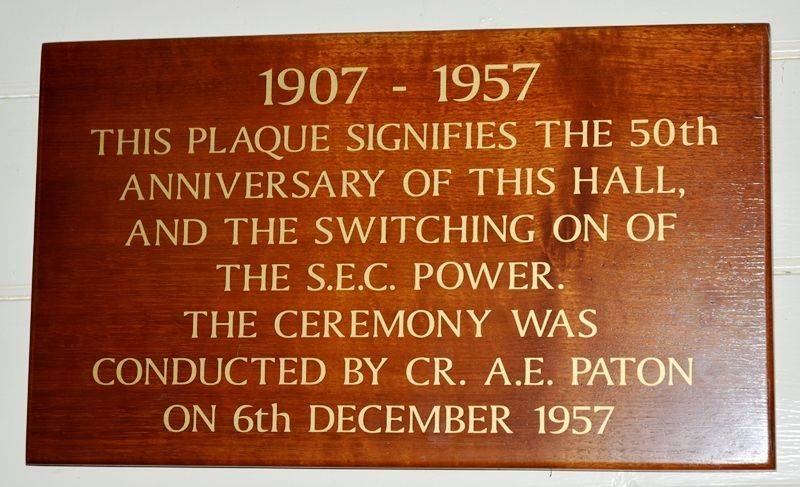 1907 - 1957
THIS PLAQUE SIGNIFIES THE 50th
ANNIVERSARY OF THIS HALL,
AND THE SWITCHING ON OF
THE S.E.C. POWER.
THE CEREMONY WAS
CONDUCTED BY CR. A.E. PATON
ON 6th DECEMBER 1957